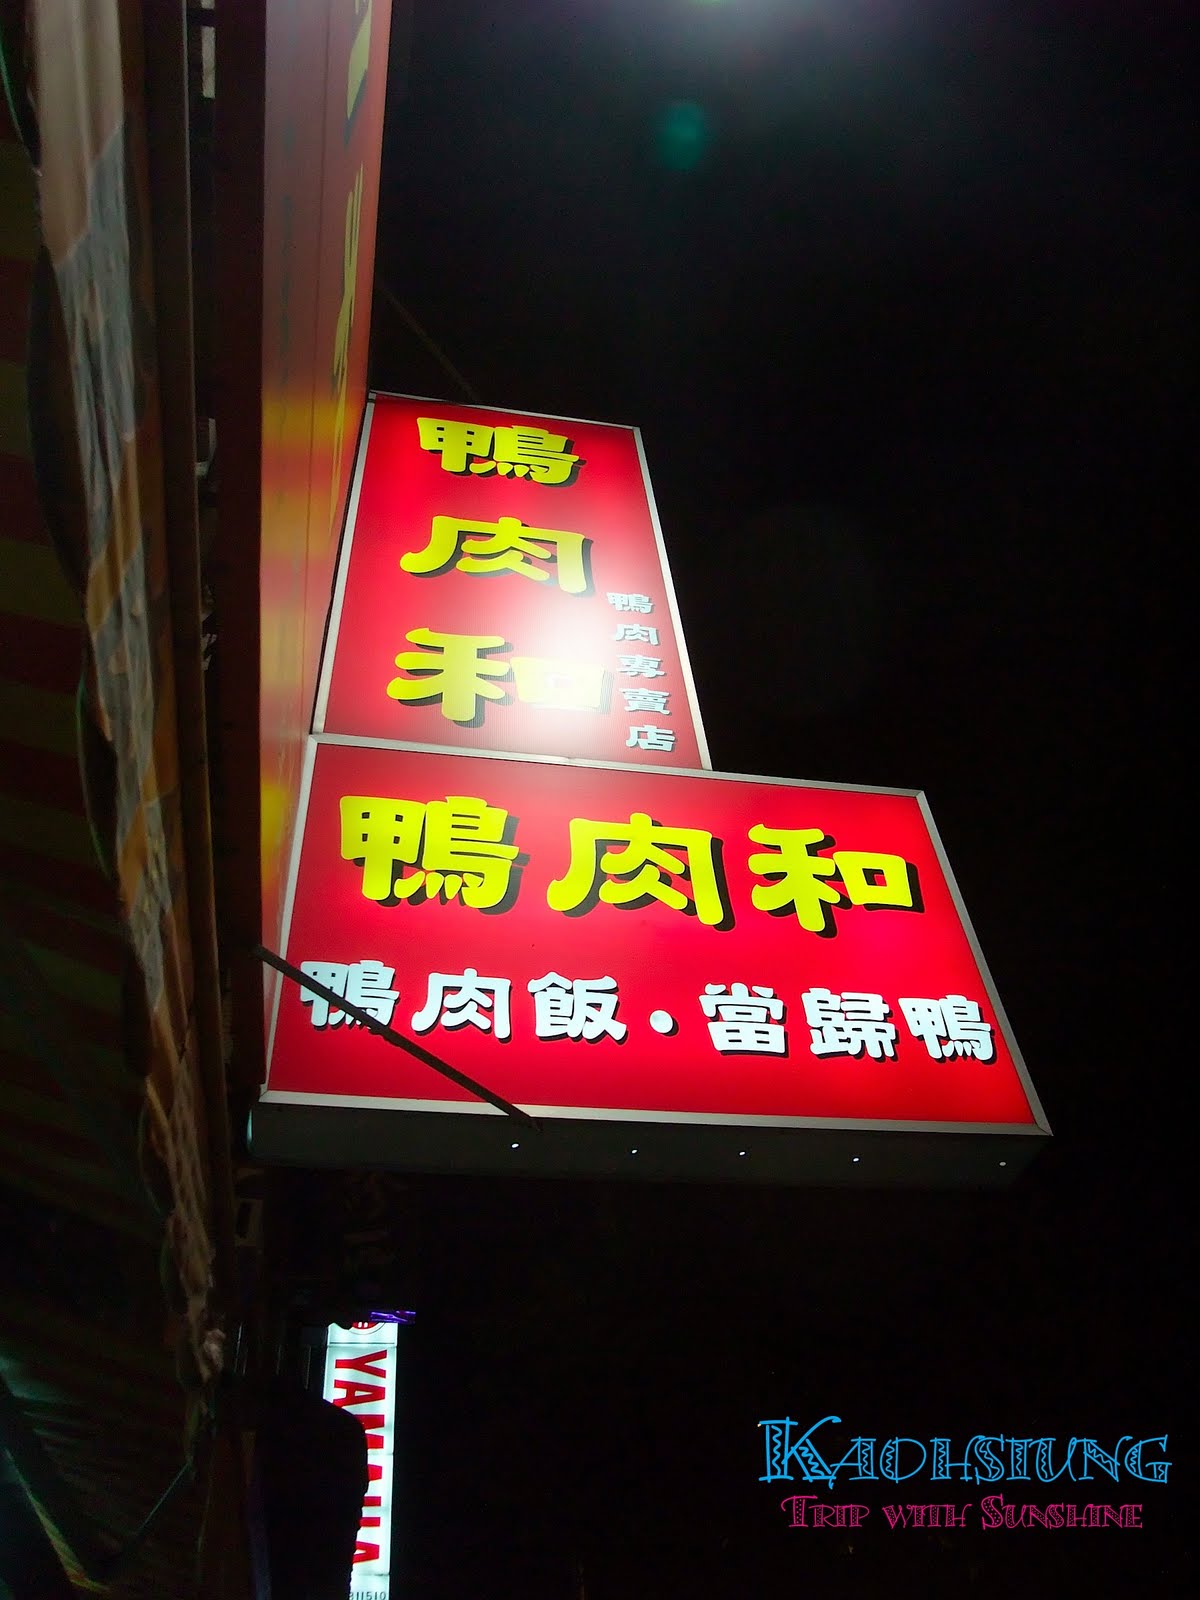 鴨肉和
鴨肉專賣店
鴨肉和
鴨肉飯·當歸鴨
YAMAHA
811510
KAOHSIUNG
TRIP WITH SUNSHINE